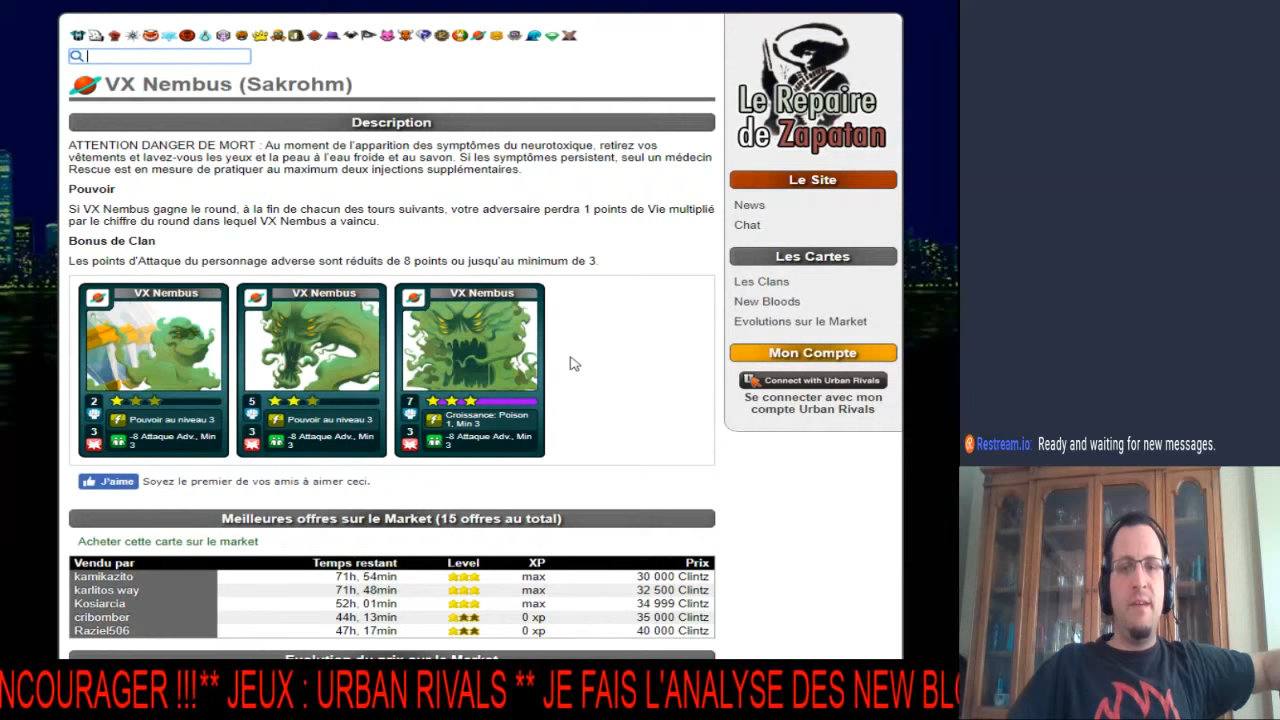 VX Nembus (Sakrohm)
Description
ATTENTION DANGER DE MORT : Au moment de l'apparition des symptômes du neurotoxique, retirez vos
vêtements et lavez-vous les yeux et la peau à l'eau froide et au savon. Si les symptômes persistent, seul un médecin
Rescue est en mesure de pratiquer au maximum deux injections supplémentaires.
Pouvoir
Si VX Nembus gagne le round, à la fin de chacun des tours suivants, votre adversaire perdra 1 points de Vie multiplié
par le chiffre du round dans lequel VX Nembus a vaincu.
Bonus de Clan
Les points d'Attaque du personnage adverse sont réduits de 8 points ou jusqu'au minimum de 3.
VX Nembus
2
3
Pouvoir au niveau 3
-8 Attaque Adv., Min
3
VX Nembus
5
3
Pouvoir au niveau 3
-8 Attaque Adv., Min
3
VX Nembus
7
3
Croissance: Poison
1, Min 3
-8 Attaque Adv., Min
3
J'aime Soyez le premier de vos amis à aimer ceci.
Meilleures offres sur le Market (15 offres au total)
Acheter cette carte sur le market
Vendu par Temps restant Level XP Prix
kamikazito 71h, 54min max 30 000 Clintz
karlitos way 71h, 48min max 32 500 Clintz
Kosiarcia 52h, 01min max 34 999 Clintz
cribomber 44h, 13min 0 xp 35 000 Clintz
Raziel506 47h, 17min 0 xp 40 000 Clintz
Evolution du prix sur le Market
Le Repaire
de Zapatan
Le Site
News
Chat
Les Cartes
Les Clans
New Bloods
Evolutions sur le Market
Mon Compte
Connect with Urban Rivals
Se connecter avec mon
compte Urban Rivals
Restream.io: Ready and waiting for new messages.
NCOURAGER !!!** JEUX : URBAN RIVALS ** JE FAIS L'ANALYSE DES NEW BLO